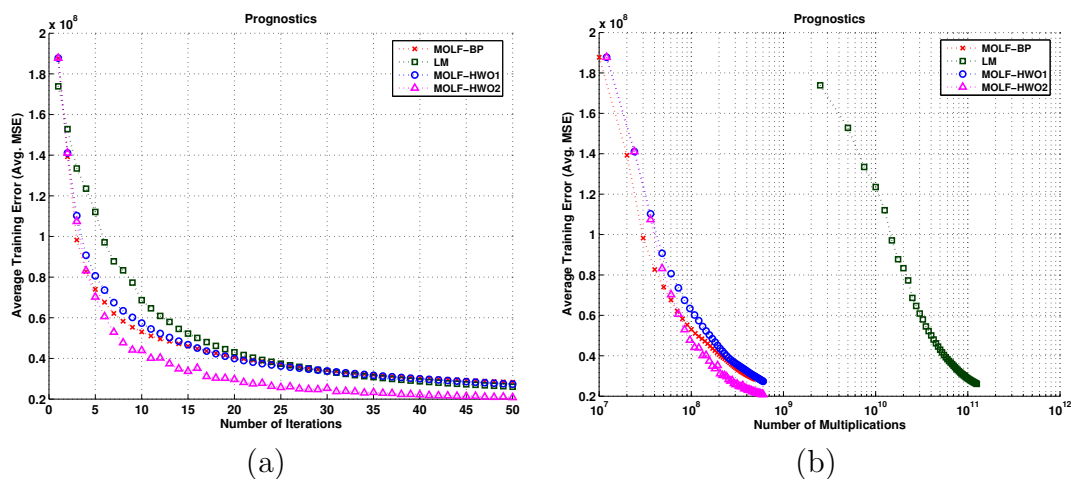 Prognostics
x 10^8
2
1.8
1.6
1.4
1.2
1
0.8
0.6
0.4
0.2
Average Training Error (Avg. MSE)
0 5 10 15 20 25 30 35 40 45 50
Number of Iterations
MOLF-BP
LM
MOLF-HWO1
MOLF-HWO2
(a)
Prognostics
x 10^8
2
1.8
1.6
1.4
1.2
1
0.8
0.6
0.4
0.2
Average Training Error (Avg. MSE)
10^7 10^8 10^9 10^10 10^11 10^12
Number of Multiplications
MOLF-BP
LM
MOLF-HWO1
MOLF-HWO2
(b)